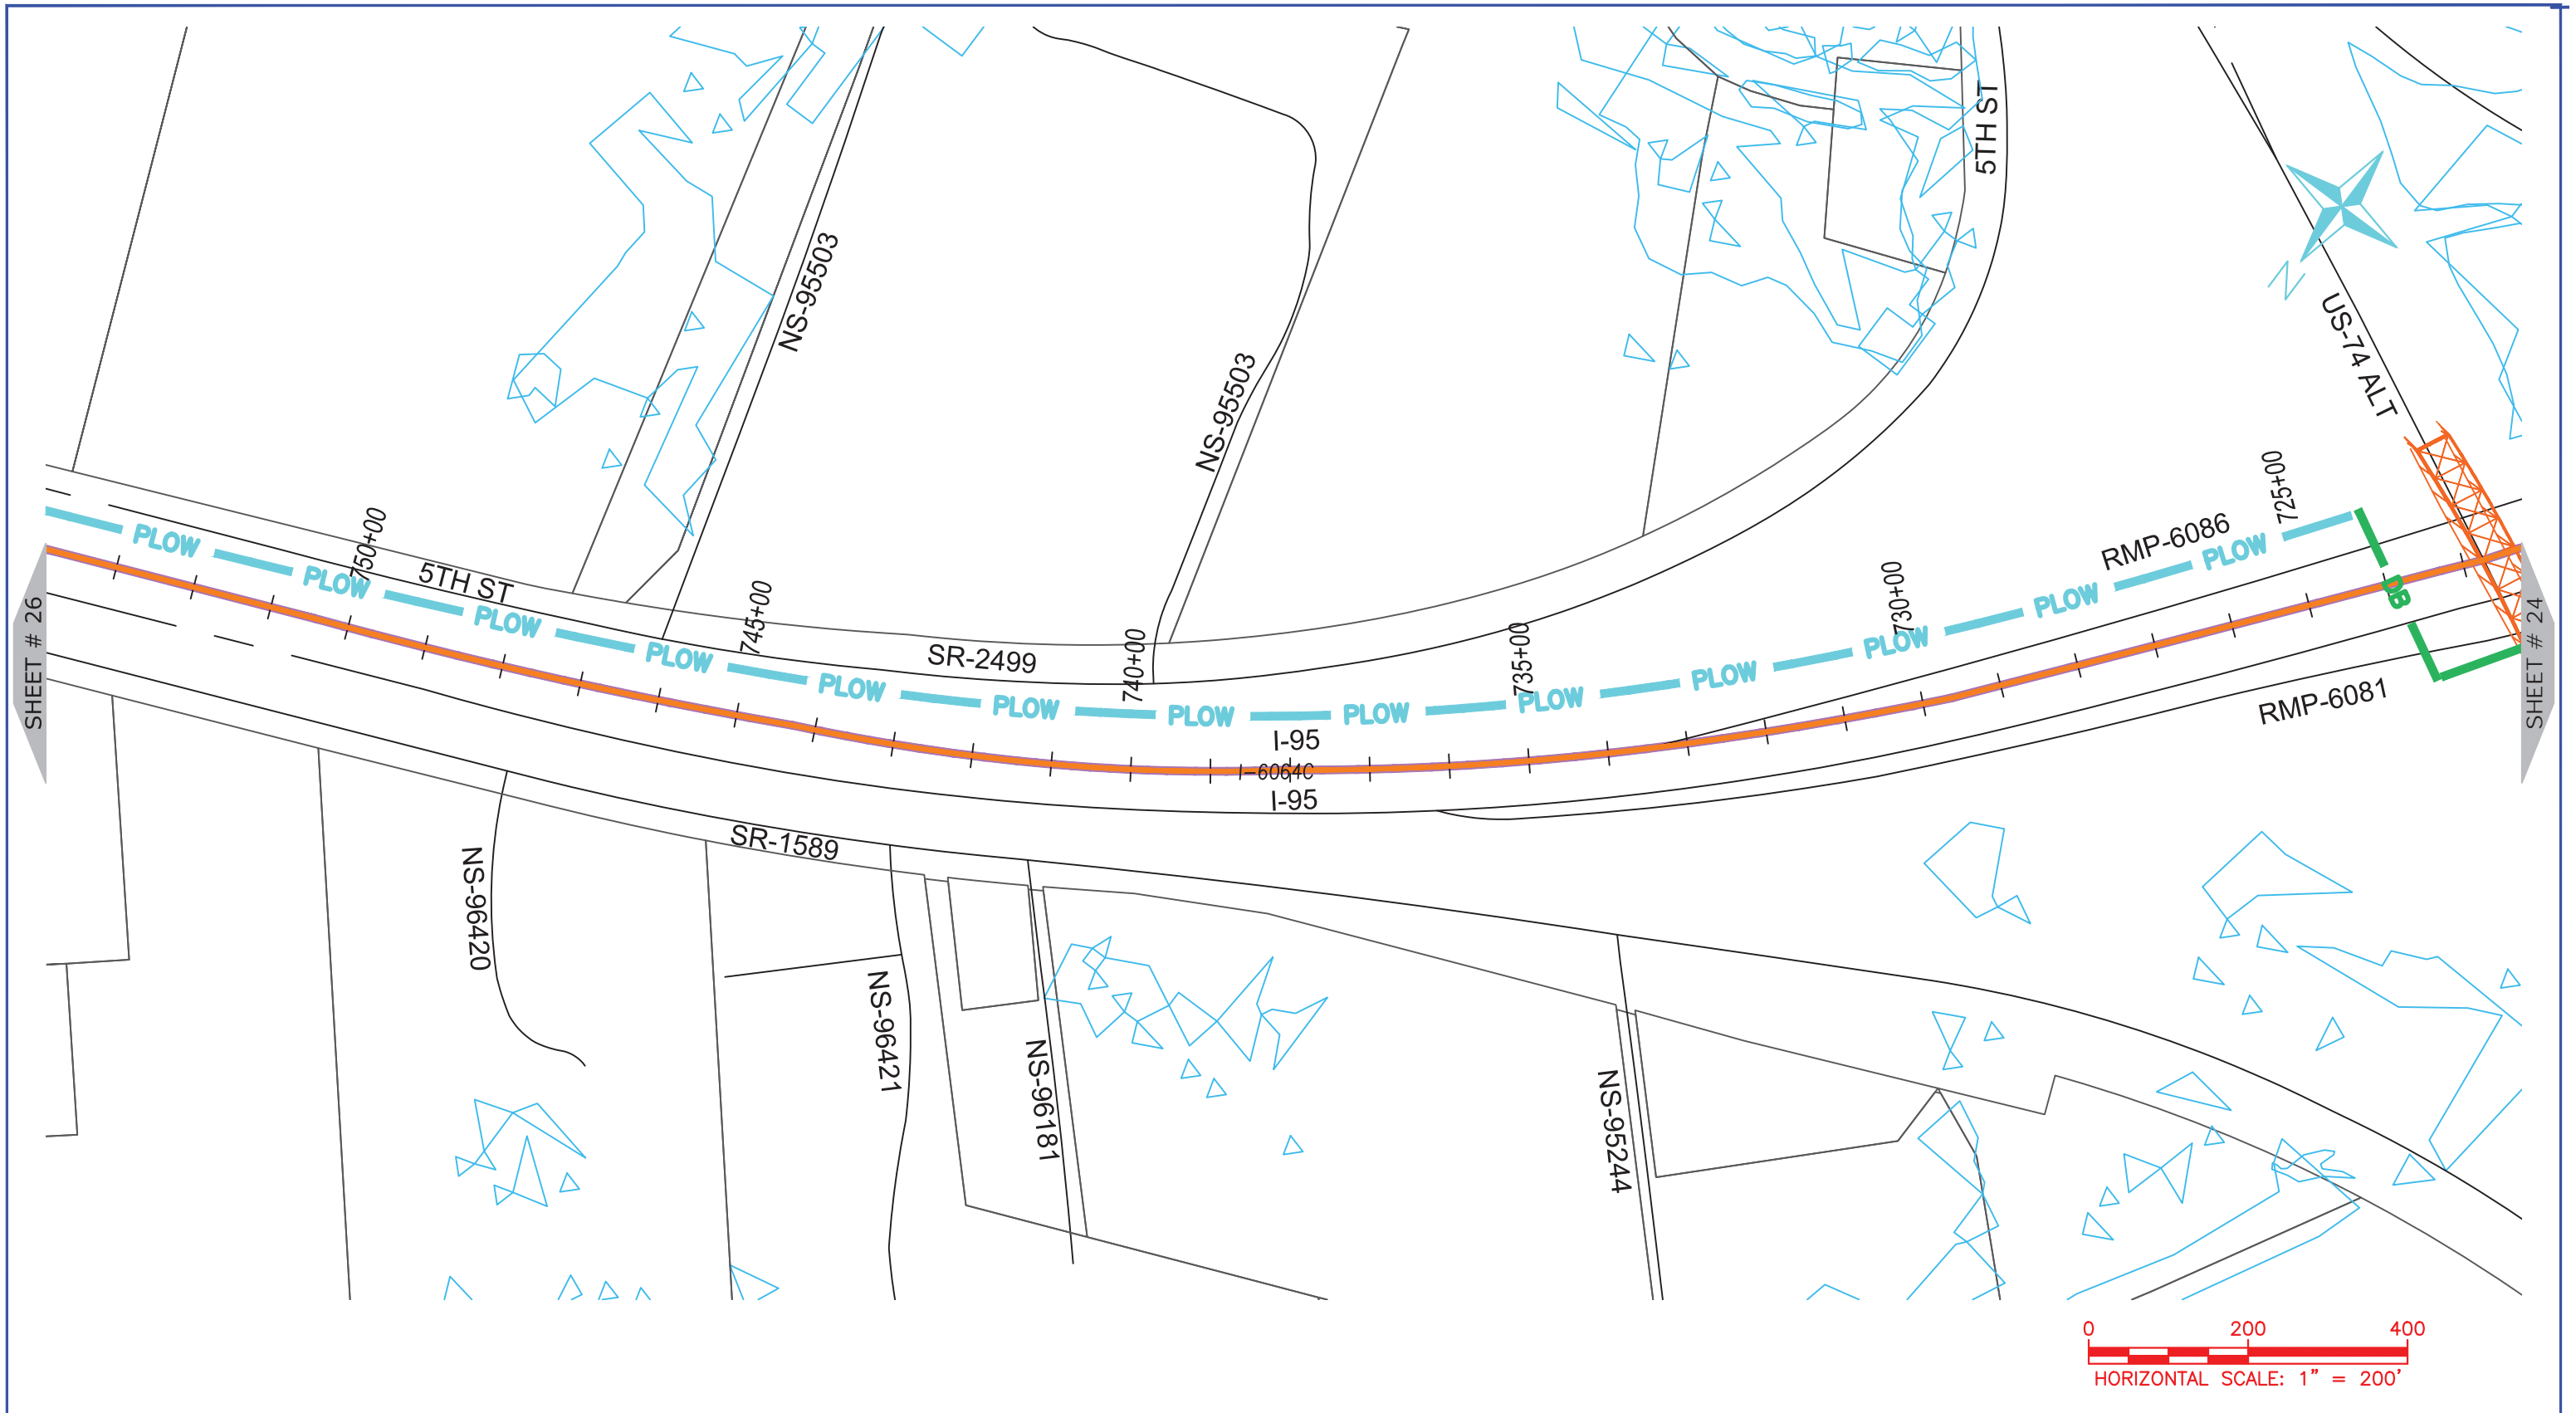 5TH ST
NS-95503
NS-95503
N
US-74 ALT
725+00
RMP-6086
PLOW
PLOW
PLOW
PLOW
PLOW
PLOW
PLOW
PLOW
PLOW
PLOW
PLOW
PLOW
PLOW
750+00
5TH ST
745+00
SR-2499
740+00
735+00
730+00
DB
SHEET # 26
SHEET # 24
RMP-6081
I-95
I-6064C
I-95
SR-1589
NS-96420
NS-96421
NS-96181
NS-95244
0 200 400
HORIZONTAL SCALE: 1" = 200'